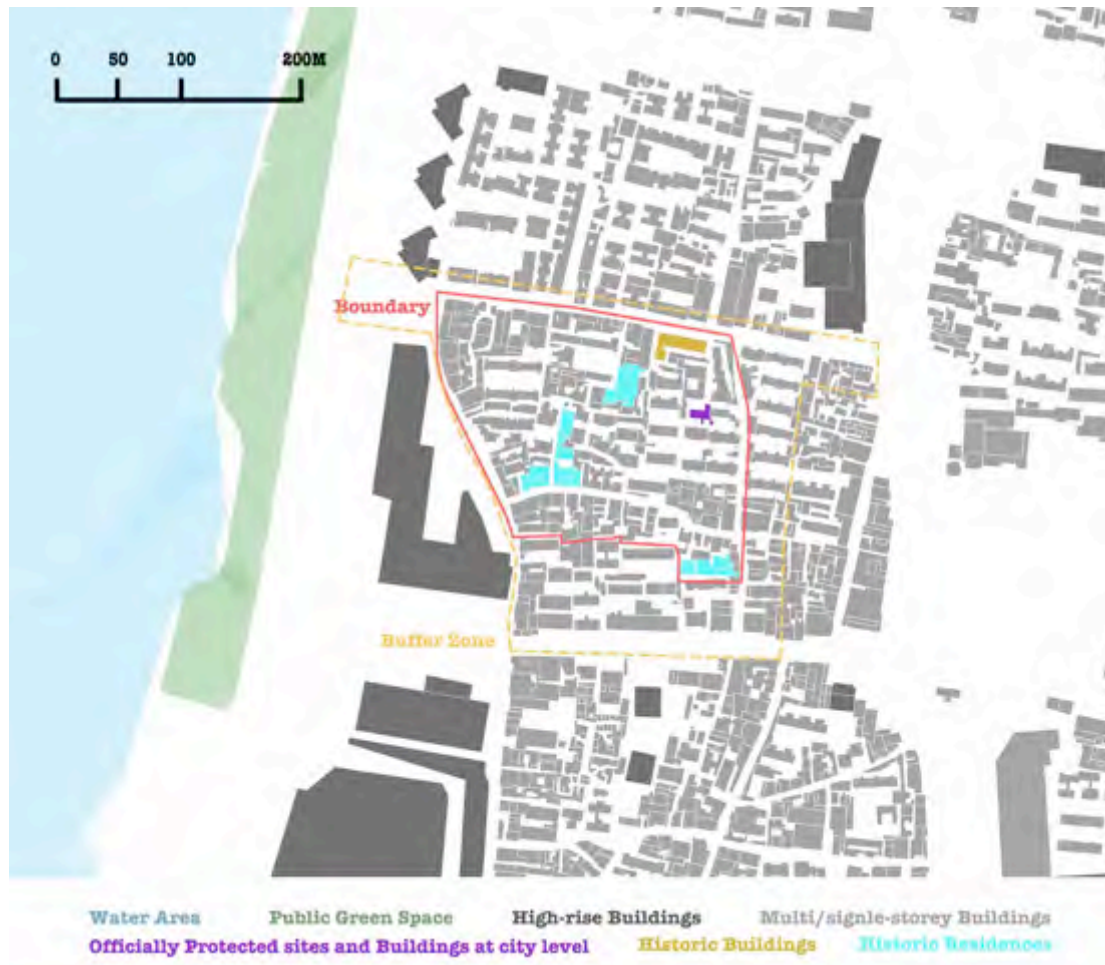 0 50 100 200M
Boundary
Buffer Zone
Water Area Public Green Space High-rise Buildings Multi/signle-storey Buildings
Officially Protected sites and Buildings at city level Historic Buildings Historic Residences